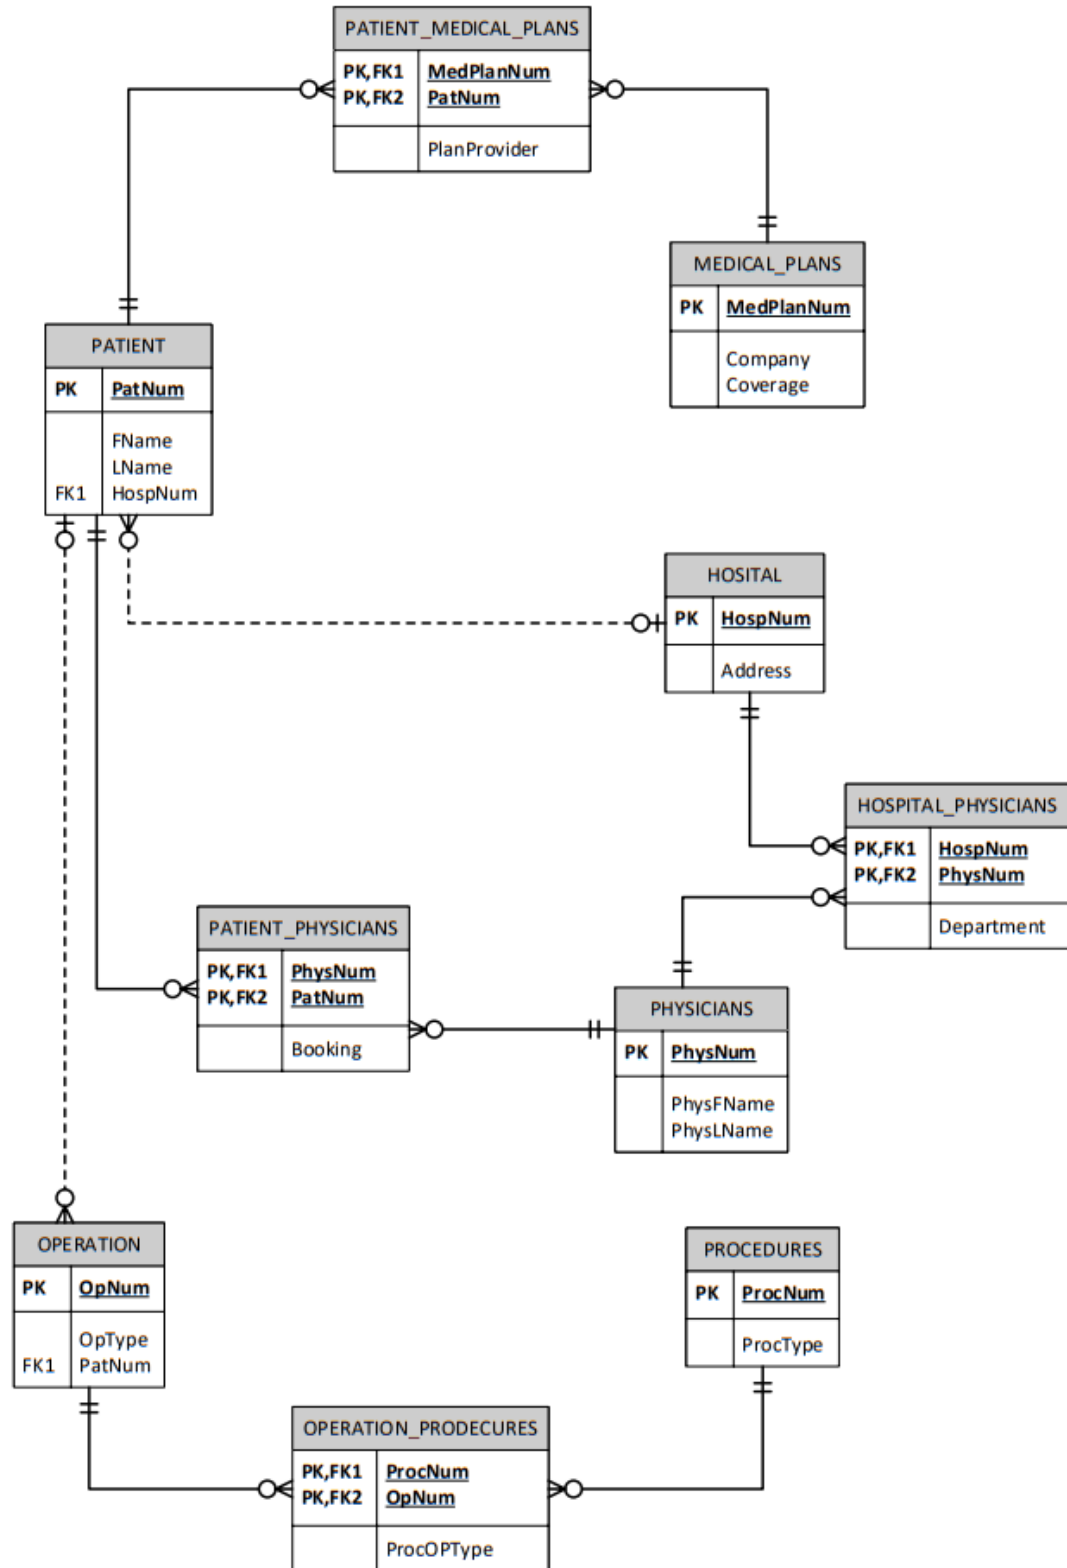 PATIENT_MEDICAL_PLANS
PK,FK1 MedPlanNum
PK,FK2 PatNum
PlanProvider
MEDICAL_PLANS
PK MedPlanNum
Company
Coverage
PATIENT
PK PatNum
FName
LName
FK1 HospNum
HOSITAL
PK HospNum
Address
HOSPITAL_PHYSICIANS
PK,FK1 HospNum
PK,FK2 PhysNum
Department
PATIENT_PHYSICIANS
PK,FK1 PhysNum
PK,FK2 PatNum
Booking
PHYSICIANS
PK PhysNum
PhysFName
PhysLName
OPERATION
PK OpNum
OpType
FK1 PatNum
PROCEDURES
PK ProcNum
ProcType
OPERATION_PRODECURES
PK,FK1 ProcNum
PK,FK2 OpNum
ProcOPType